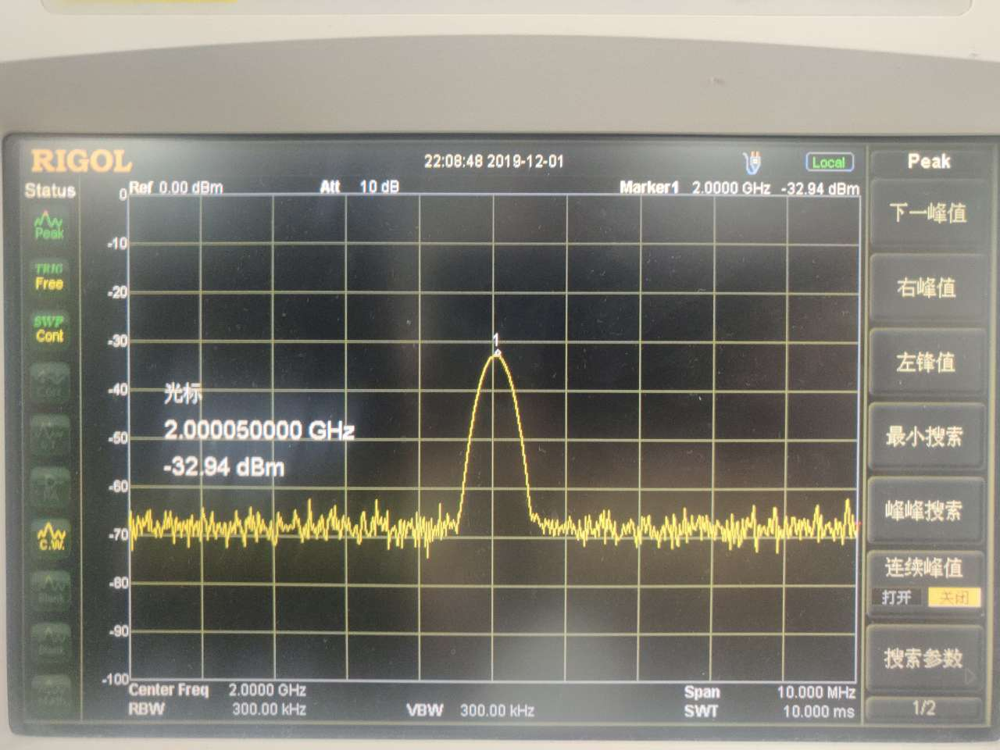 RIGOL
22:08:48 2019-12-01
Local
Peak
Status
Ref 0.00 dBm
Att 10 dB
Marker1 2.0000 GHz -32.94 dBm
Peak
TRIG
Free
SWP
Cont
C.W.
Blank
Blank
0
-10
-20
-30
-40
-50
-60
-70
-80
-90
-100
1
光标
2.000050000 GHz
-32.94 dBm
Center Freq 2.0000 GHz
Span 10.000 MHz
RBW 300.00 kHz
VBW 300.00 kHz
SWT 10.000 ms
下一峰值
右峰值
左锋值
最小搜索
峰峰搜索
连续峰值
打开 关闭
搜索参数
1/2